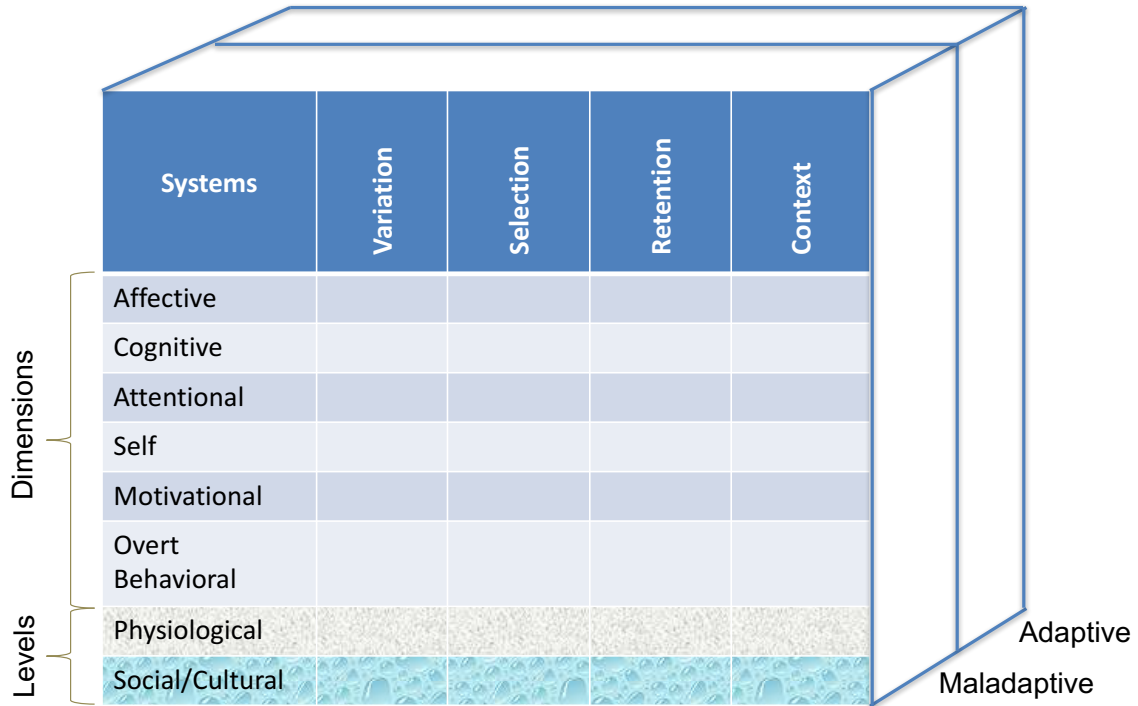 Systems
Variation
Selection
Retention
Context
Dimensions
Affective
Cognitive
Attentional
Self
Motivational
Overt
Behavioral
Levels
Physiological
Social/Cultural
Adaptive
Maladaptive